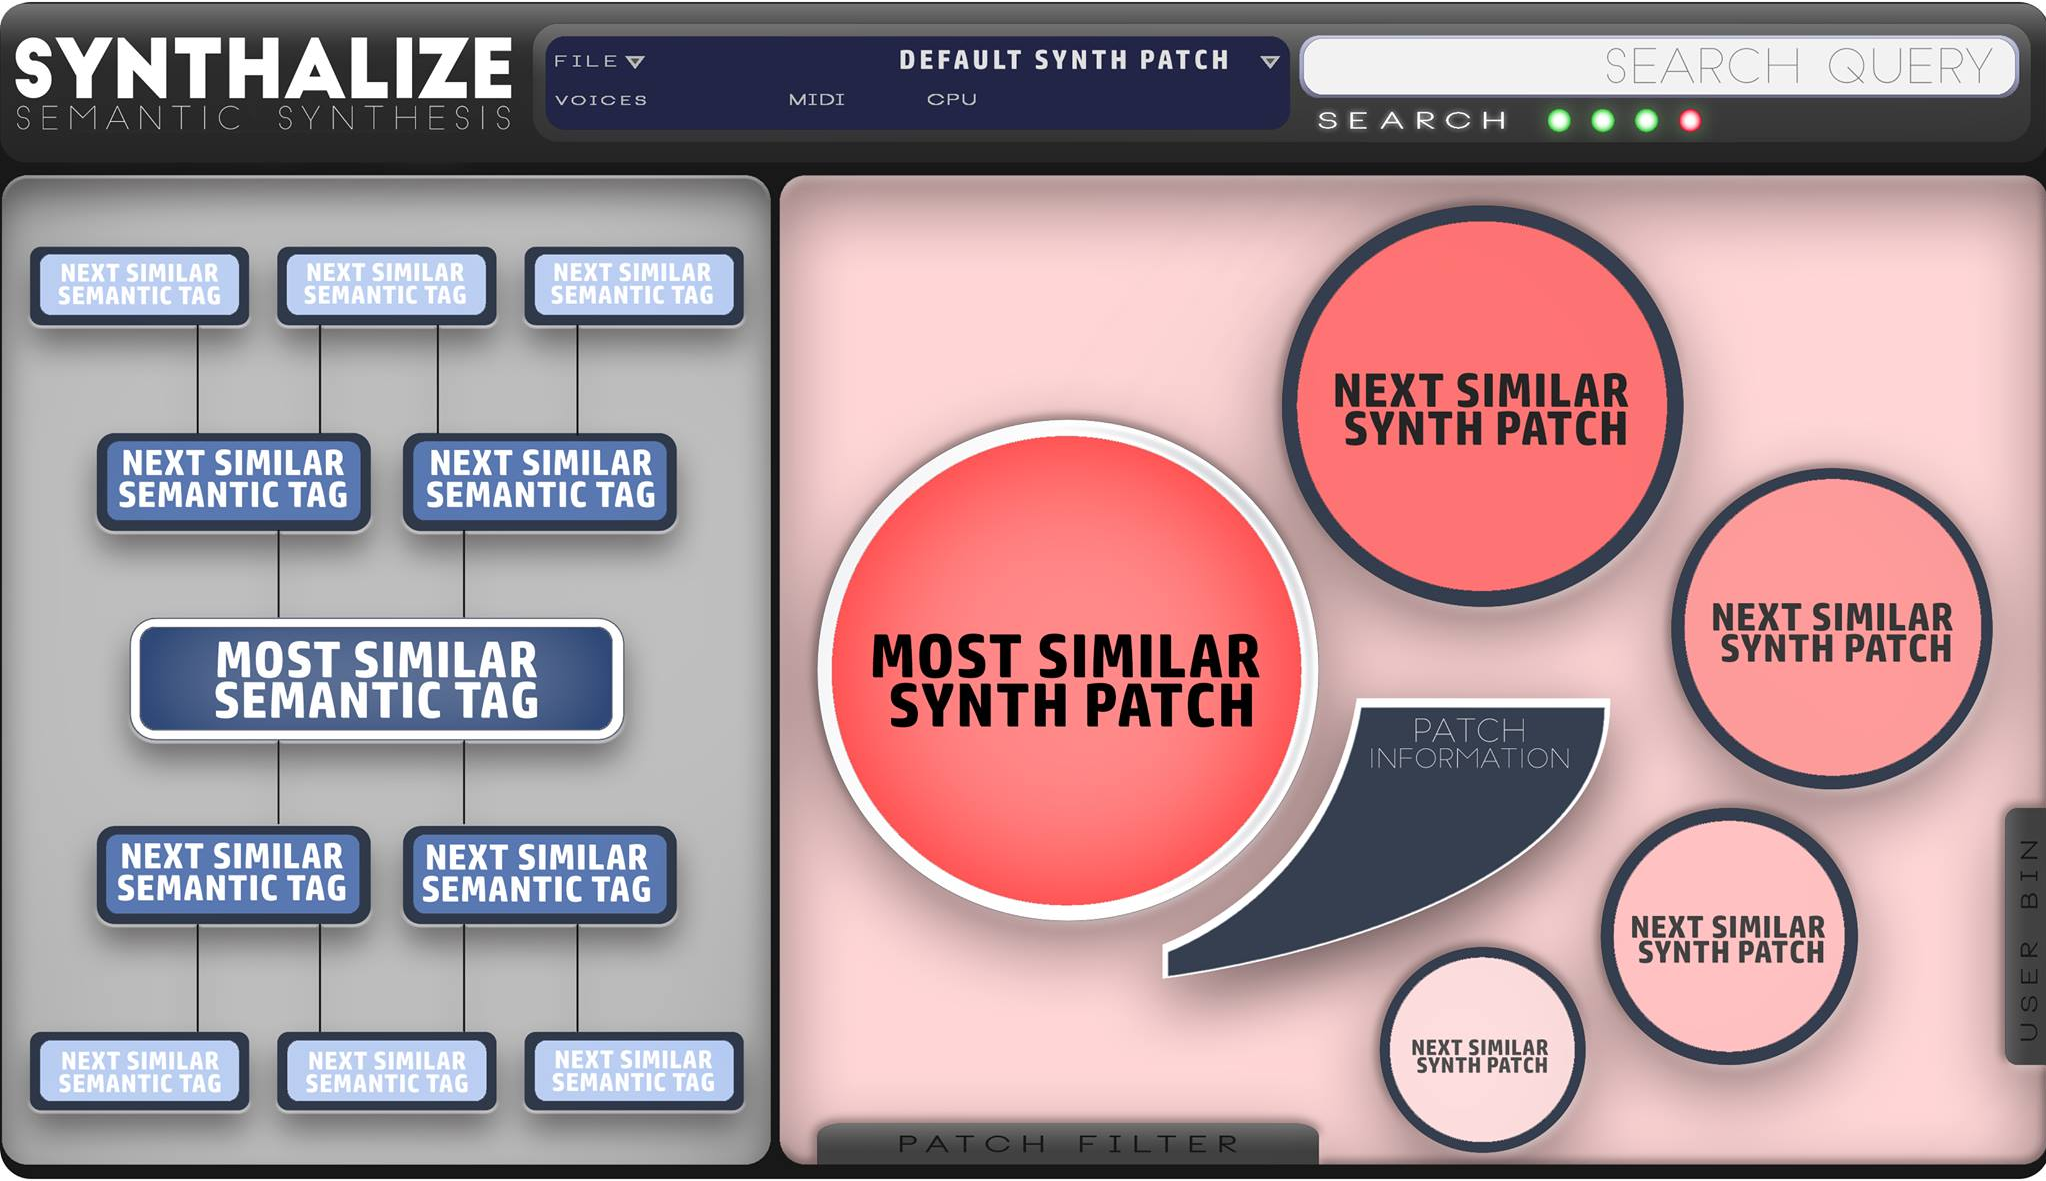 SYNTHALIZE
SEMANTIC SYNTHESIS
FILE
DEFAULT SYNTH PATCH
VOICES
MIDI
CPU
SEARCH QUERY
SEARCH
NEXT SIMILAR
SEMANTIC TAG
NEXT SIMILAR
SEMANTIC TAG
NEXT SIMILAR
SEMANTIC TAG
NEXT SIMILAR
SEMANTIC TAG
NEXT SIMILAR
SEMANTIC TAG
MOST SIMILAR
SEMANTIC TAG
NEXT SIMILAR
SEMANTIC TAG
NEXT SIMILAR
SEMANTIC TAG
NEXT SIMILAR
SEMANTIC TAG
NEXT SIMILAR
SEMANTIC TAG
NEXT SIMILAR
SEMANTIC TAG
MOST SIMILAR
SYNTH PATCH
NEXT SIMILAR
SYNTH PATCH
NEXT SIMILAR
SYNTH PATCH
PATCH
INFORMATION
NEXT SIMILAR
SYNTH PATCH
NEXT SIMILAR
SYNTH PATCH
USER BIN
PATCH FILTER